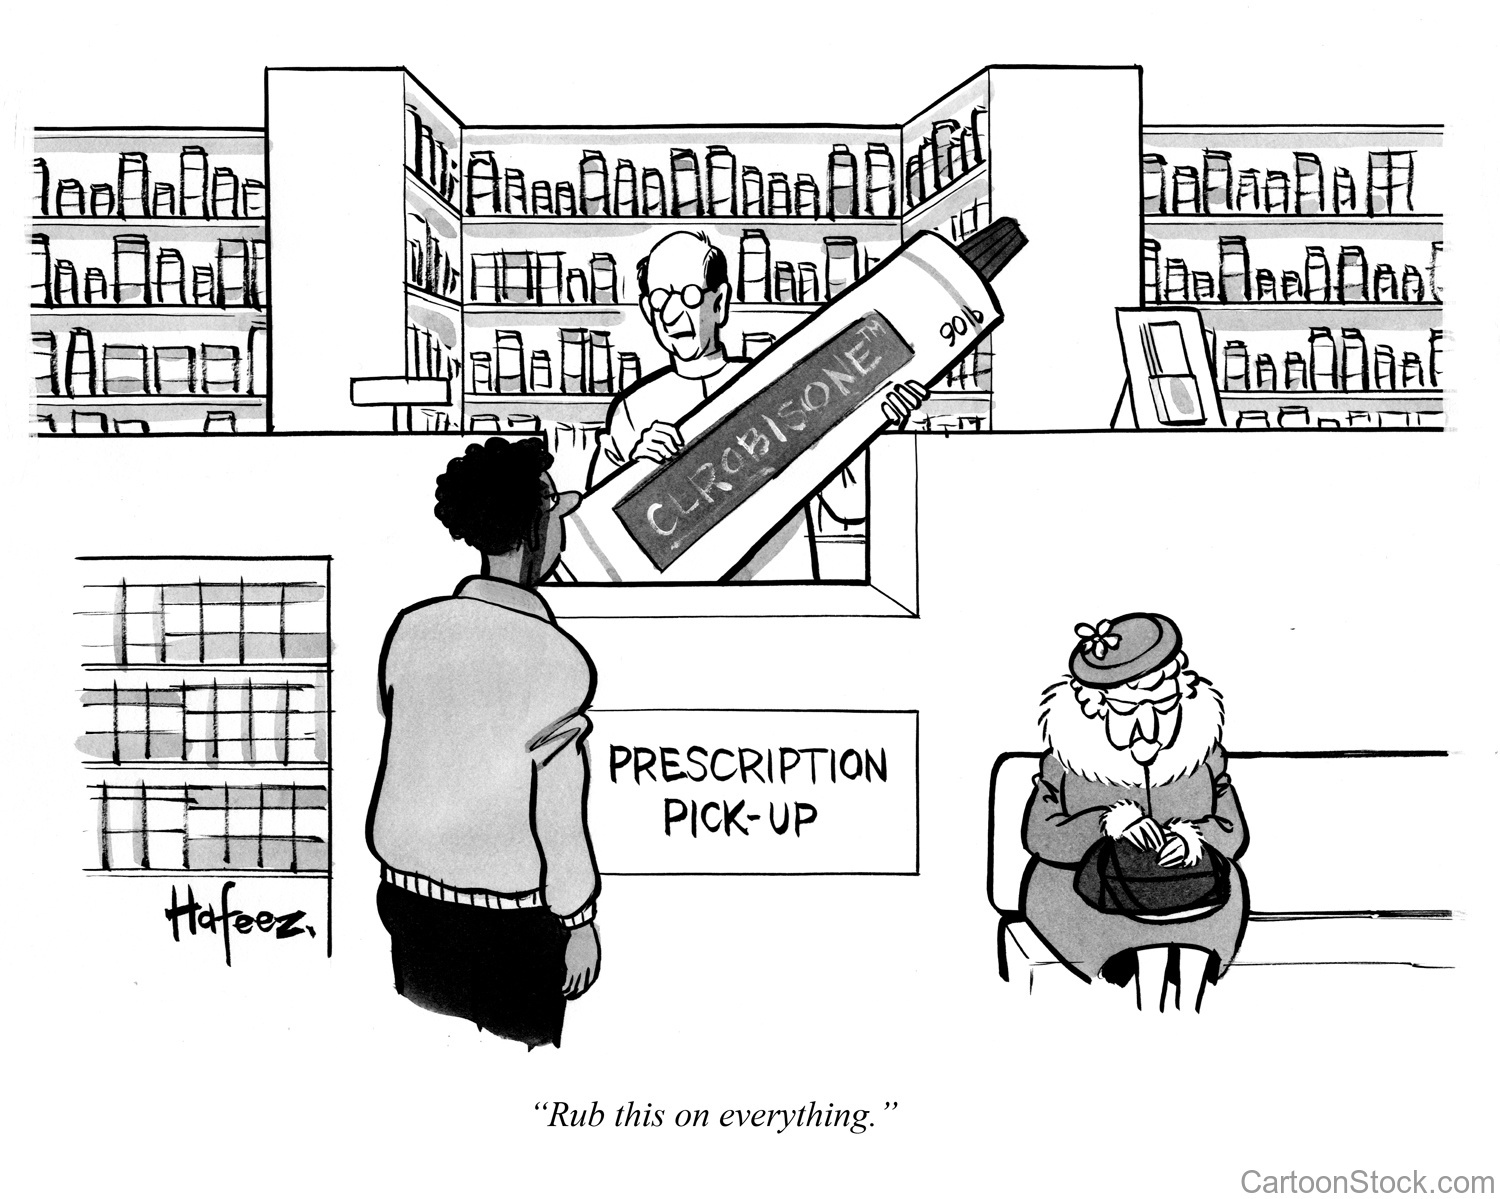 90lb
CLROBISONE™
PRESCRIPTION
PICK-UP
Hafeez.
“Rub this on everything.”
CartoonStock.com